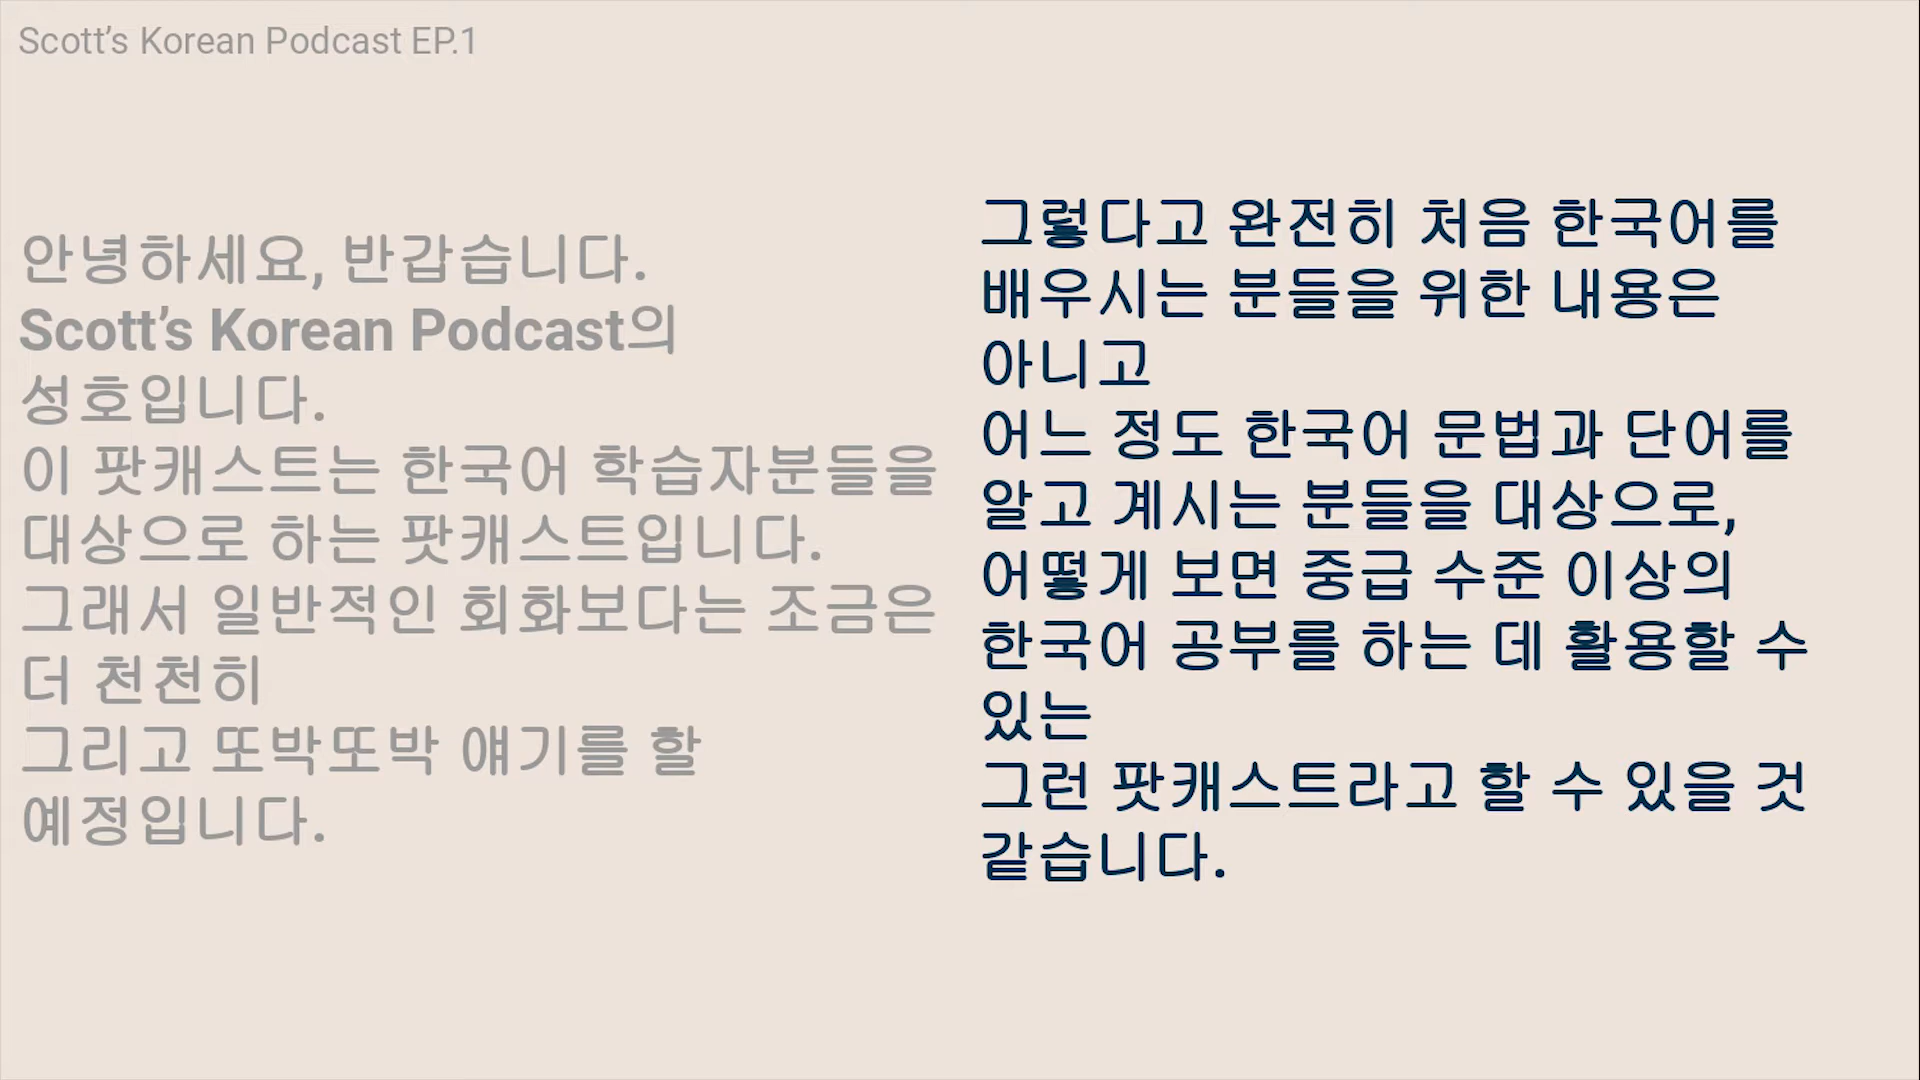 Scott’s Korean Podcast EP.1
안녕하세요, 반갑습니다.
Scott’s Korean Podcast의
성호입니다.
이 팟캐스트는 한국어 학습자분들을
대상으로 하는 팟캐스트입니다.
그래서 일반적인 회화보다는 조금은
더 천천히
그리고 또박또박 얘기를 할
예정입니다.
그렇다고 완전히 처음 한국어를
배우시는 분들을 위한 내용은
아니고
어느 정도 한국어 문법과 단어를
알고 계시는 분들을 대상으로,
어떻게 보면 중급 수준 이상의
한국어 공부를 하는 데 활용할 수
있는
그런 팟캐스트라고 할 수 있을 것
같습니다.